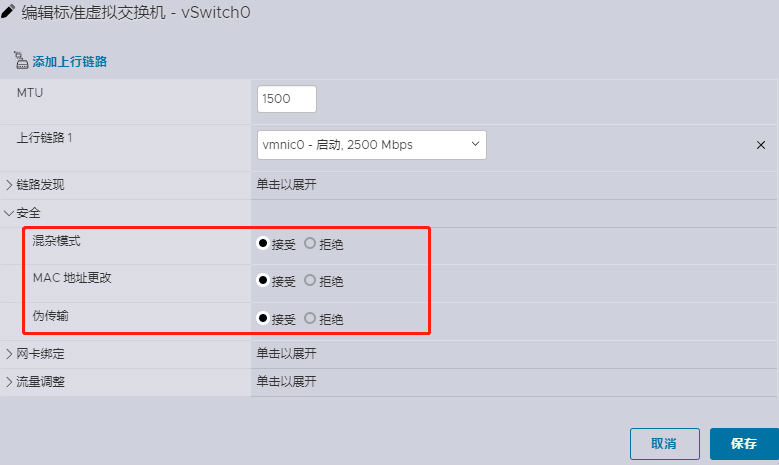 编辑标准虚拟交换机 - vSwitch0
添加上行链路
MTU 1500
上行链路 1 vmnic0 - 启动, 2500 Mbps
链路发现 单击以展开
安全
混杂模式 接受 拒绝
MAC 地址更改 接受 拒绝
伪传输 接受 拒绝
网卡绑定 单击以展开
流量调整 单击以展开
取消 保存